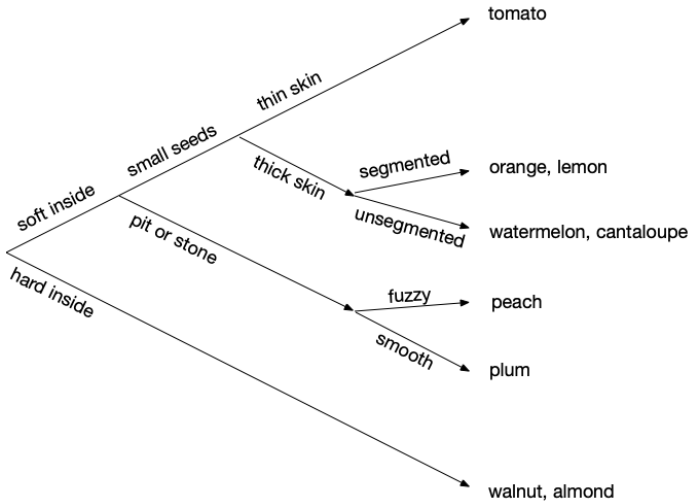 tomato
thin skin
small seeds
segmented
orange, lemon
thick skin
soft inside
unsegmented
watermelon, cantaloupe
pit or stone
hard inside
fuzzy
peach
smooth
plum
walnut, almond